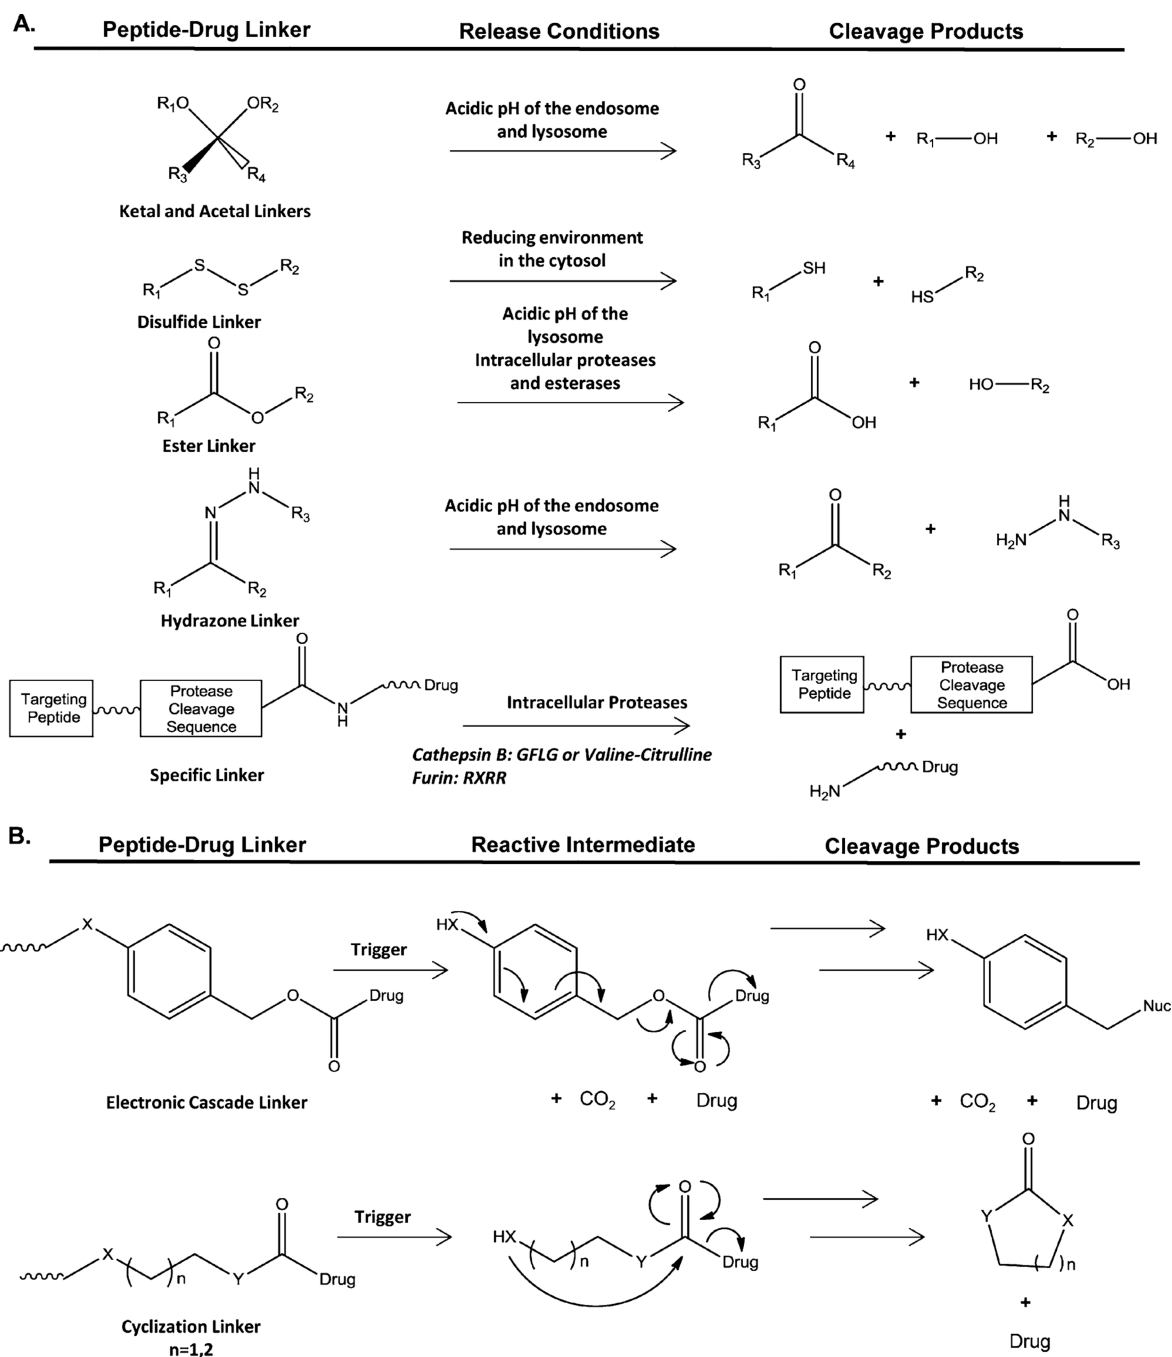 A.
Peptide-Drug Linker Release Conditions Cleavage Products
R1O OR2
R3 R4
Ketal and Acetal Linkers
Acidic pH of the endosome
and lysosome
O
R3 R4
+ R1 OH + R2 OH
R1 S S R2
Disulfide Linker
Reducing environment
in the cytosol
R1 SH + HS R2
O
R1 O R2
Ester Linker
Acidic pH of the
lysosome
Intracellular proteases
and esterases
O
R1 OH + HO R2
H
N N R3
R1 R2
Hydrazone Linker
Acidic pH of the endosome
and lysosome
O
R1 R2
+
H
H2N N R3
Targeting
Peptide
Protease
Cleavage
Sequence
O
N
H
Drug
Specific Linker
Intracellular Proteases
Cathepsin B: GFLG or Valine-Citrulline
Furin: RXRR
Targeting
Peptide
Protease
Cleavage
Sequence
O
OH
+
H2N Drug
B.
Peptide-Drug Linker Reactive Intermediate Cleavage Products
X O Drug
O
Electronic Cascade Linker
Trigger
HX O Drug
O
+ CO2 + Drug
HX Nuc
+ CO2 + Drug
X ( )n Y O Drug
Cyclization Linker
n=1,2
Trigger
HX ( )n Y O Drug
O
Y X
( )n
+
Drug